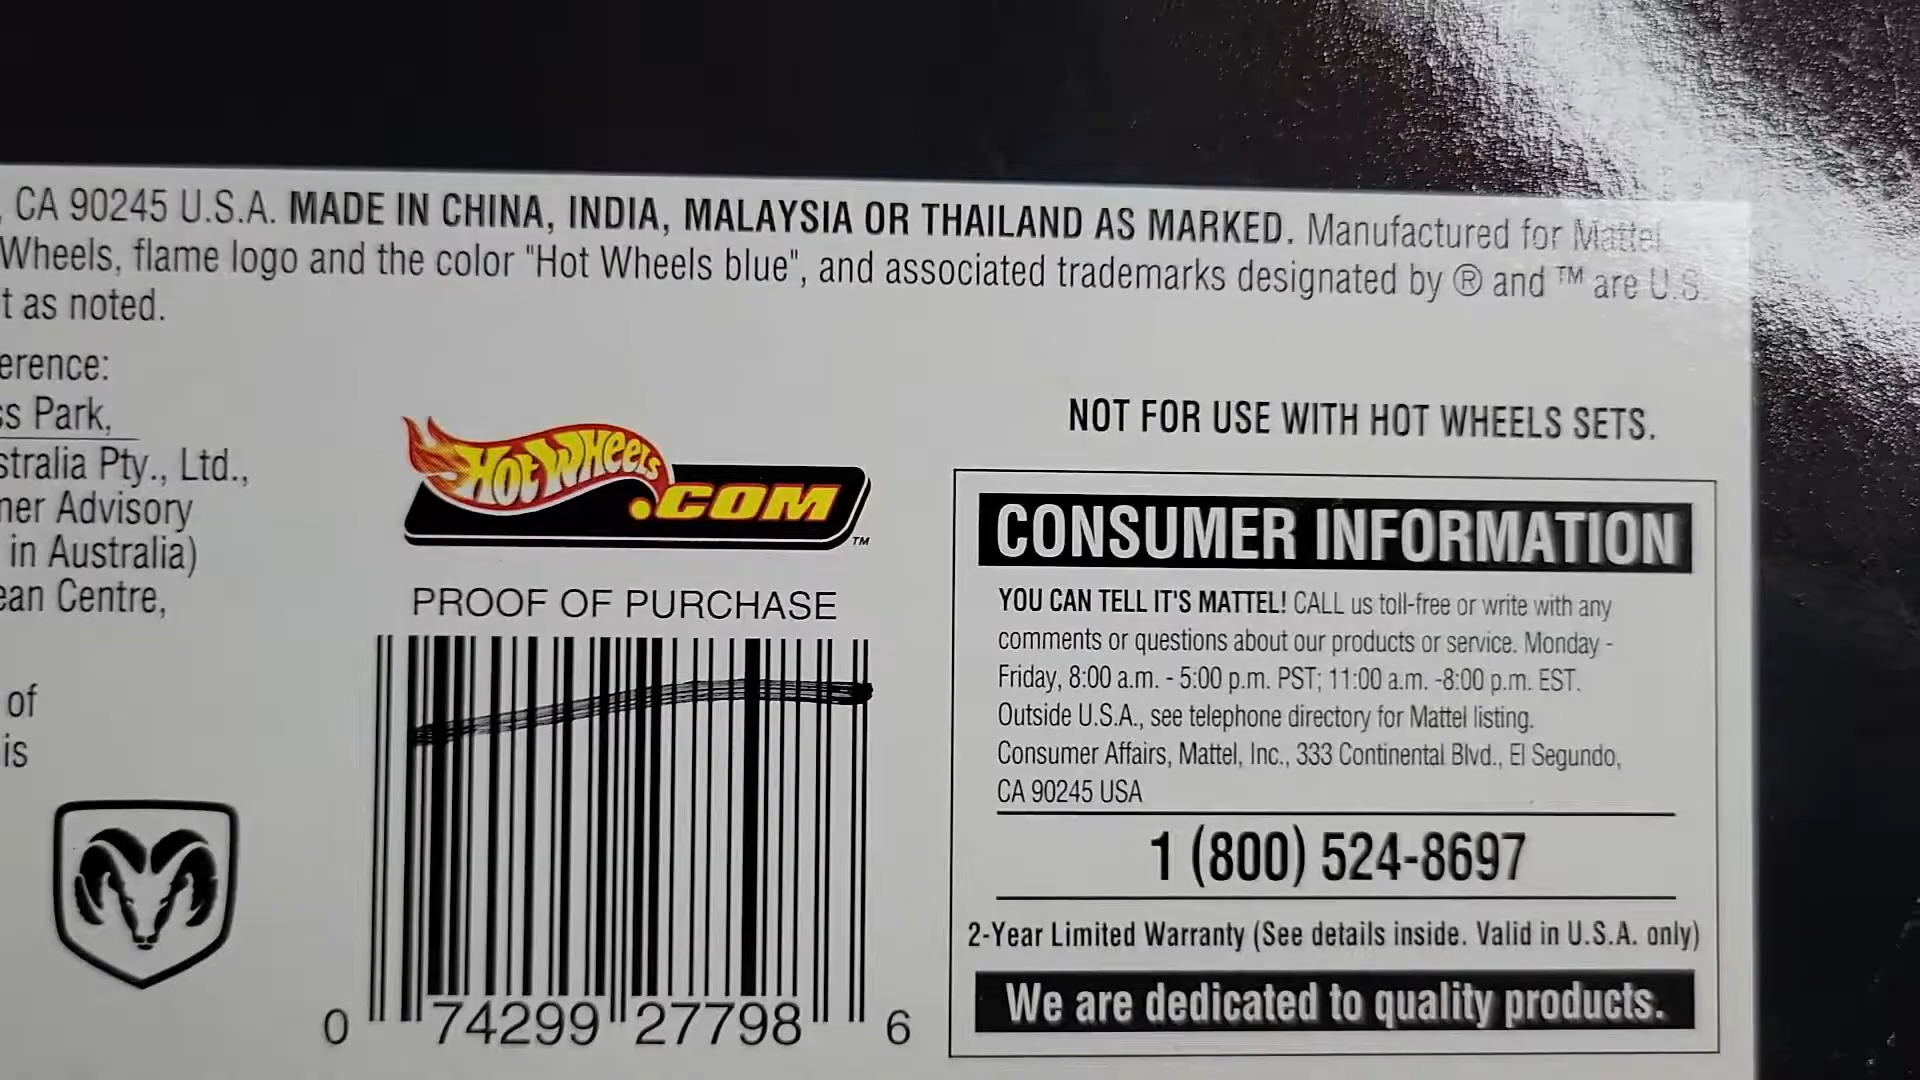 , CA 90245 U.S.A. MADE IN CHINA, INDIA, MALAYSIA OR THAILAND AS MARKED. Manufactured for Mattel
Wheels, flame logo and the color "Hot Wheels blue", and associated trademarks designated by ® and ™ are U.S.
t as noted.
erence:
ss Park,
stralia Pty., Ltd.,
ner Advisory
in Australia)
ean Centre,
of
is
HOT WHEELS
.COM
TM
PROOF OF PURCHASE
0 74299 27798 6
NOT FOR USE WITH HOT WHEELS SETS.
CONSUMER INFORMATION
YOU CAN TELL IT'S MATTEL! CALL us toll-free or write with any
comments or questions about our products or service. Monday -
Friday, 8:00 a.m. - 5:00 p.m. PST; 11:00 a.m. -8:00 p.m. EST.
Outside U.S.A., see telephone directory for Mattel listing.
Consumer Affairs, Mattel, Inc., 333 Continental Blvd., El Segundo,
CA 90245 USA
1 (800) 524-8697
2-Year Limited Warranty (See details inside. Valid in U.S.A. only)
We are dedicated to quality products.